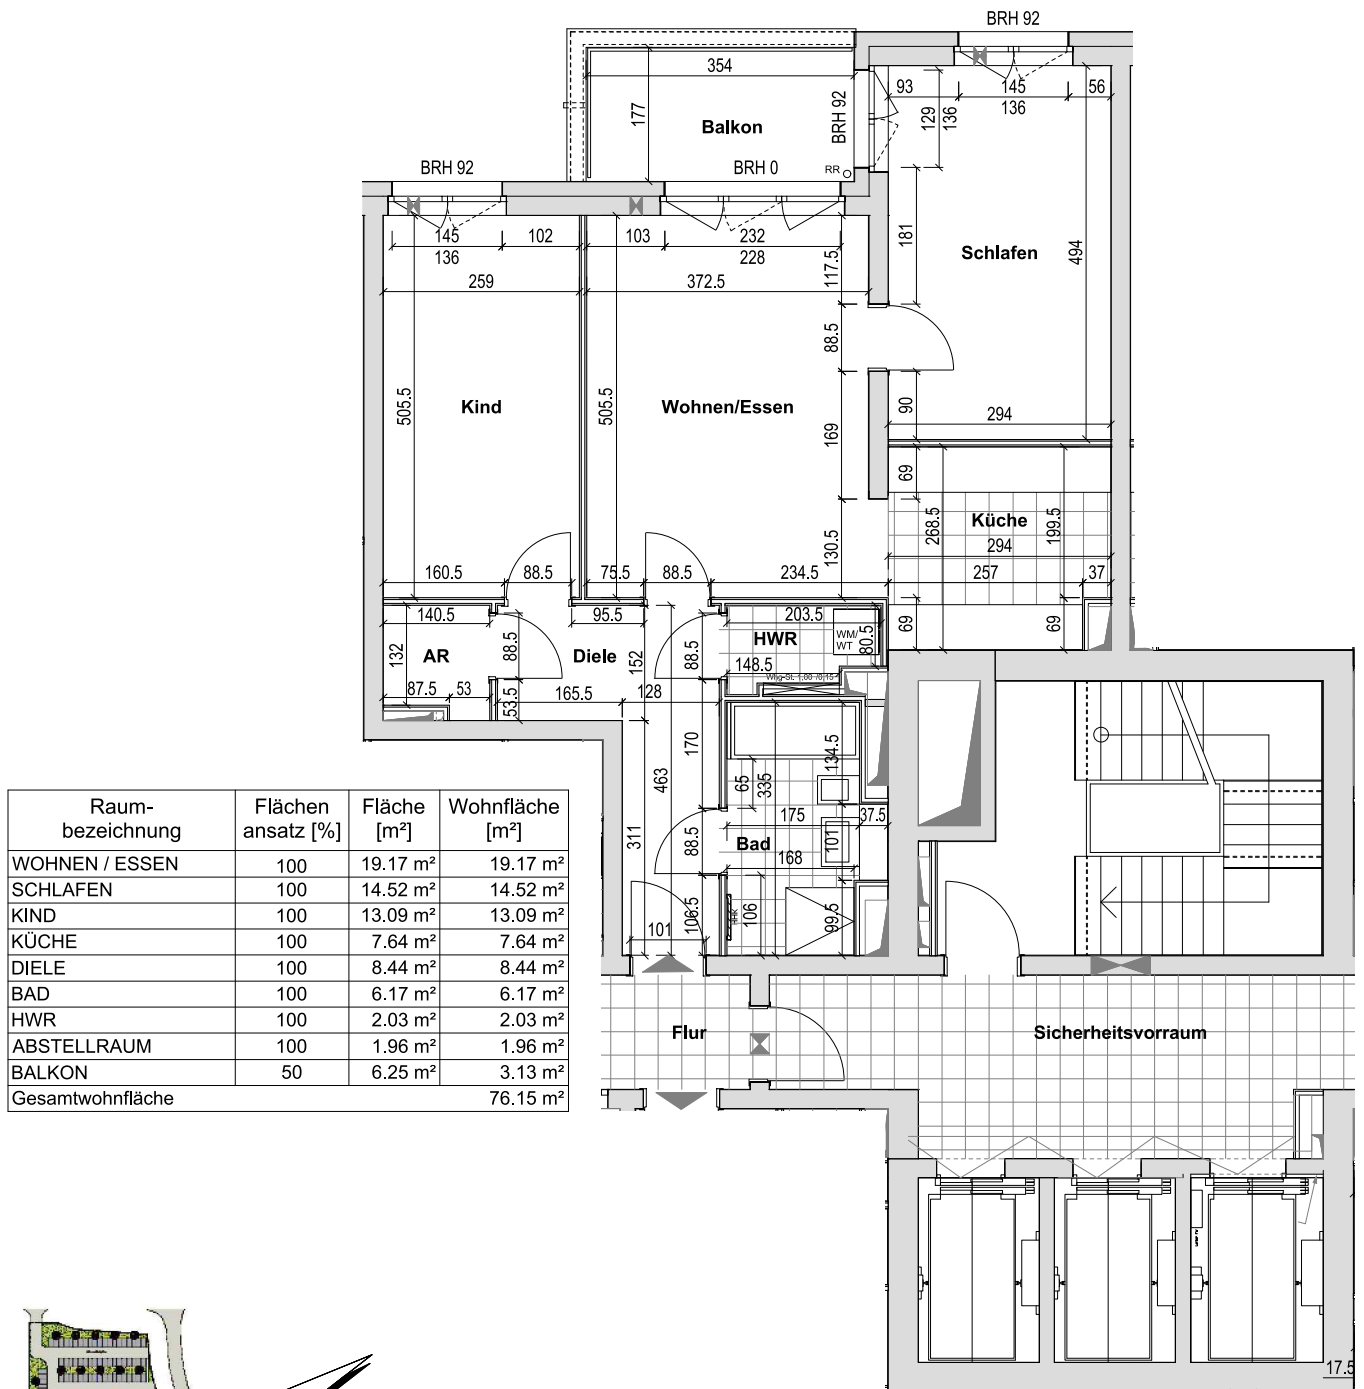 BRH 92
354
93
145
56
136
129
136
177
BRH 92
Balkon
BRH 92
BRH 0
RR
145
102
103
232
136
228
117.5
181
Schlafen
494
259
372.5
88.5
505.5
Kind
505.5
Wohnen/Essen
169
90
294
69
268.5
Küche
199.5
294
130.5
160.5
88.5
75.5
88.5
234.5
257
37
140.5
95.5
203.5
69
69
132
AR
88.5
Diele
152
88.5
HWR
WM/
WT
80.5
148.5
87.5
53
53.5
165.5
128
170
463
134.5
65
335
175
37.5
311
88.5
Bad
101
168
106.5
106
99.5
101
Raum-
bezeichnung
Flächen
ansatz [%]
Fläche
[m²]
Wohnfläche
[m²]
WOHNEN / ESSEN 100 19.17 m² 19.17 m²
SCHLAFEN 100 14.52 m² 14.52 m²
KIND 100 13.09 m² 13.09 m²
KÜCHE 100 7.64 m² 7.64 m²
DIELE 100 8.44 m² 8.44 m²
BAD 100 6.17 m² 6.17 m²
HWR 100 2.03 m² 2.03 m²
ABSTELLRAUM 100 1.96 m² 1.96 m²
BALKON 50 6.25 m² 3.13 m²
Gesamtwohnfläche 76.15 m²
Flur
Sicherheitsvorraum
17.5